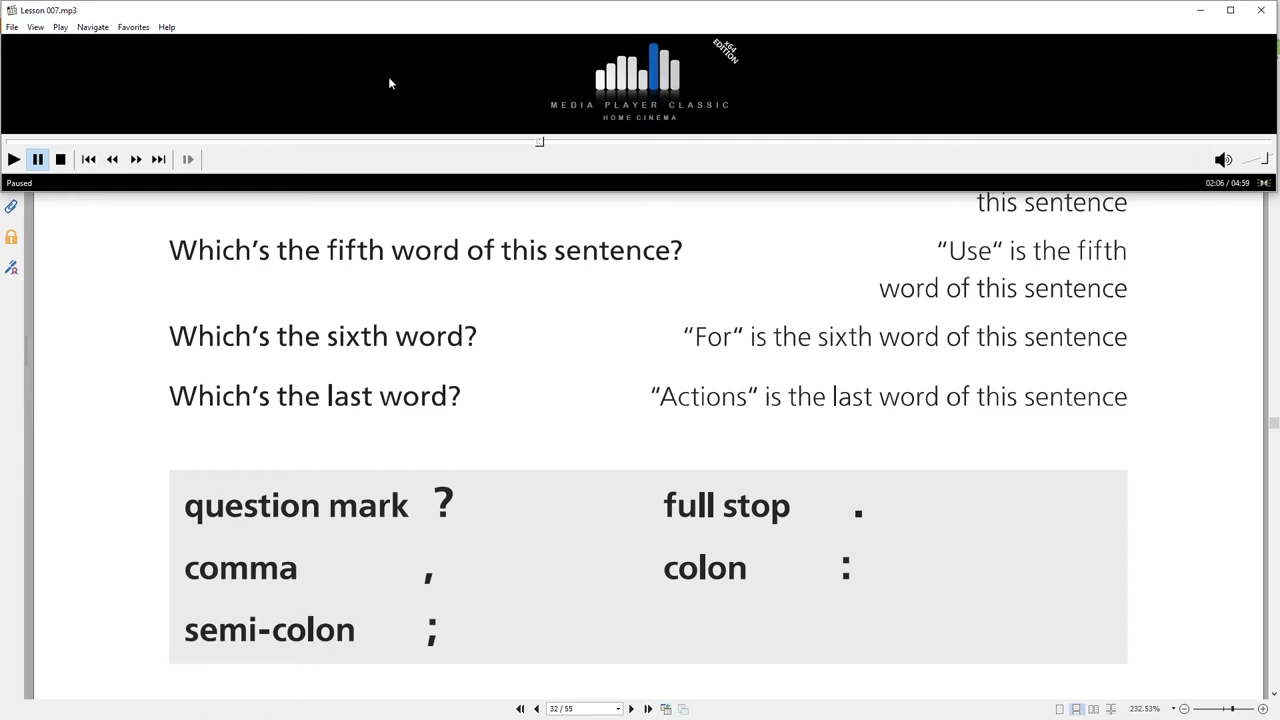 Lesson 007.mp3
File View Play Navigate Favorites Help
x64 EDITION
MEDIA PLAYER CLASSIC
HOME CINEMA
Paused 02:06 / 04:59
this sentence
Which's the fifth word of this sentence? "Use" is the fifth
word of this sentence
Which's the sixth word? "For" is the sixth word of this sentence
Which's the last word? "Actions" is the last word of this sentence
question mark ? full stop .
comma , colon :
semi-colon ;
32 / 55 232.53%